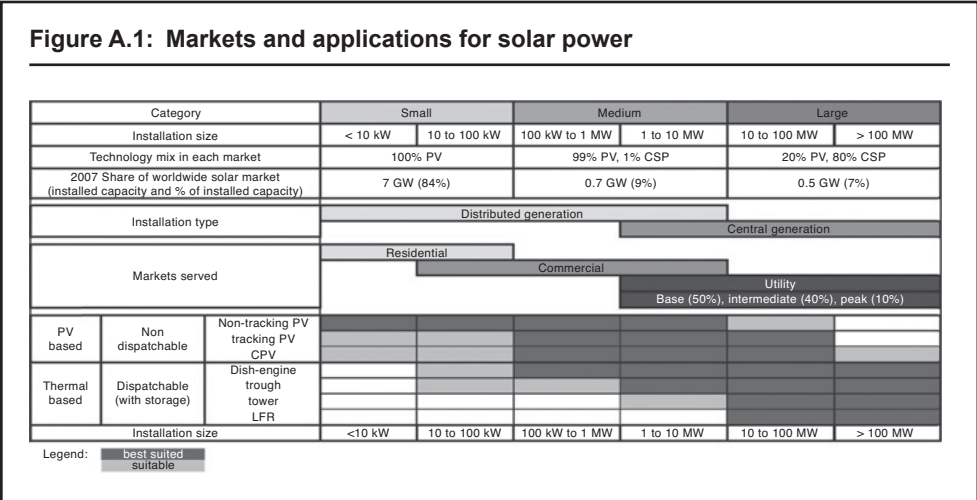 Figure A.1: Markets and applications for solar power
Category Small Medium Large
Installation size < 10 kW 10 to 100 kW 100 kW to 1 MW 1 to 10 MW 10 to 100 MW > 100 MW
Technology mix in each market 100% PV 99% PV, 1% CSP 20% PV, 80% CSP
2007 Share of worldwide solar market
(installed capacity and % of installed capacity) 7 GW (84%) 0.7 GW (9%) 0.5 GW (7%)
Installation type Distributed generation
Central generation
Markets served Residential
Commercial
Utility
Base (50%), intermediate (40%), peak (10%)
PV
based
Non
dispatchable
Non-tracking PV
tracking PV
CPV
Thermal
based
Dispatchable
(with storage)
Dish-engine
trough
tower
LFR
Installation size <10 kW 10 to 100 kW 100 kW to 1 MW 1 to 10 MW 10 to 100 MW > 100 MW
Legend: best suited
suitable